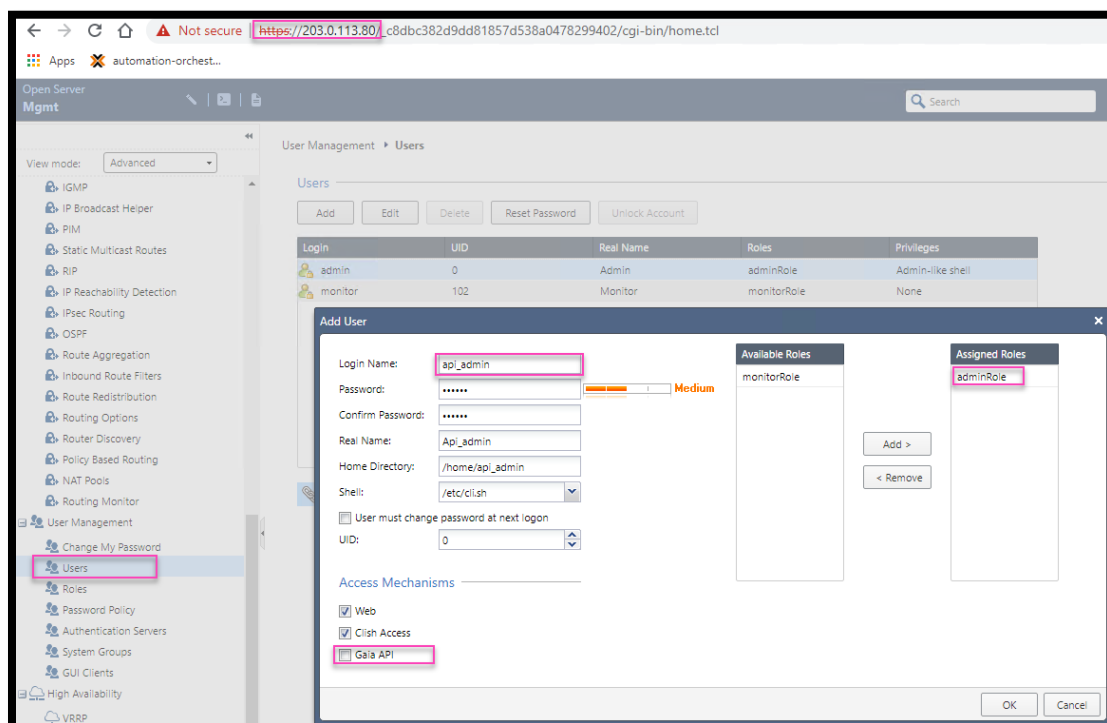 Not secure | https://203.0.113.80/_c8dbc382d9dd81857d538a0478299402/cgi-bin/home.tcl
Apps automation-orchest...
Open Server
Mgmt
Search
View mode: Advanced
IGMP
IP Broadcast Helper
PIM
Static Multicast Routes
RIP
IP Reachability Detection
IPsec Routing
OSPF
Route Aggregation
Inbound Route Filters
Route Redistribution
Routing Options
Router Discovery
Policy Based Routing
NAT Pools
Routing Monitor
User Management
Change My Password
Users
Roles
Password Policy
Authentication Servers
System Groups
GUI Clients
High Availability
VRRP
User Management Users
Users
Add Edit Delete Reset Password Unlock Account
Login UID Real Name Roles Privileges
admin 0 Admin adminRole Admin-like shell
monitor 102 Monitor monitorRole None
Add User
Login Name: api_admin
Password: •••••• Medium
Confirm Password: ••••••
Real Name: Api_admin
Home Directory: /home/api_admin
Shell: /etc/cli.sh
User must change password at next logon
UID: 0
Access Mechanisms
Web
Clish Access
Gaia API
Available Roles
monitorRole
Add >
< Remove
Assigned Roles
adminRole
OK Cancel